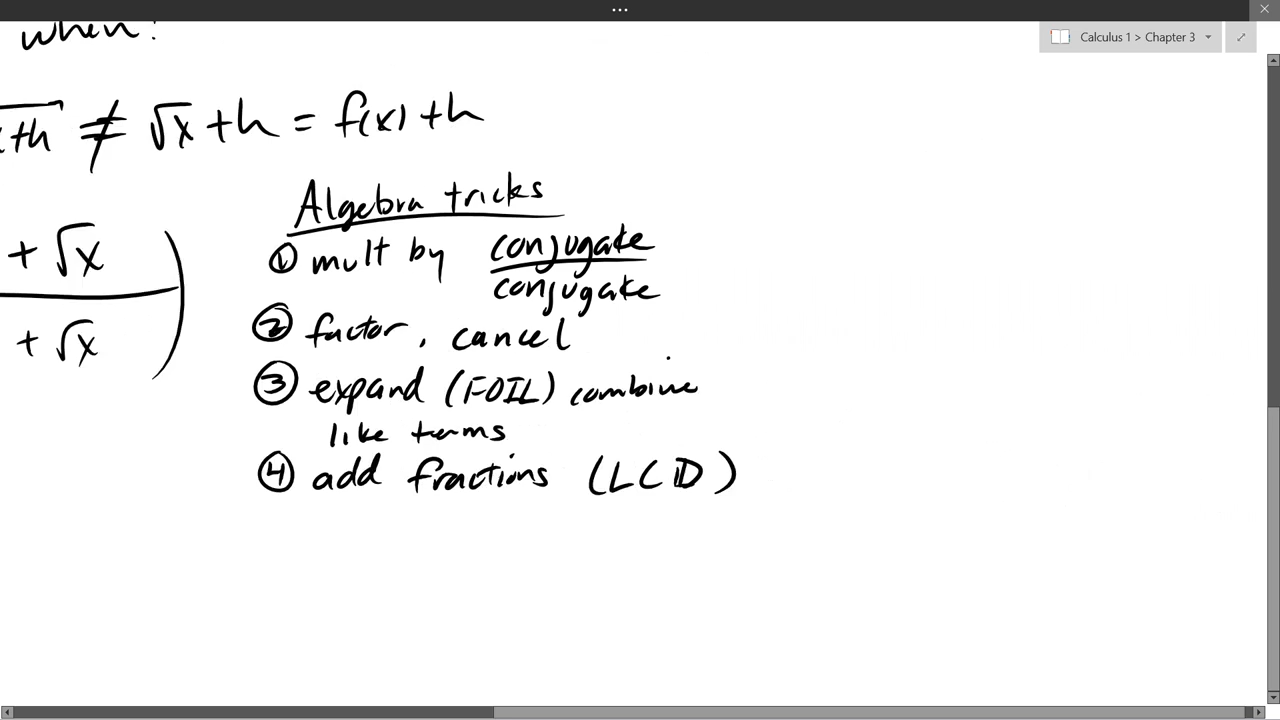 when:
Calculus 1 > Chapter 3
x+h ≠ √x + h = f(x) + h
Algebra tricks
+ √x
① mult by conjugate
conjugate
+ √x
② factor, cancel
③ expand (FOIL) combine
like terms
④ add fractions (LCD)